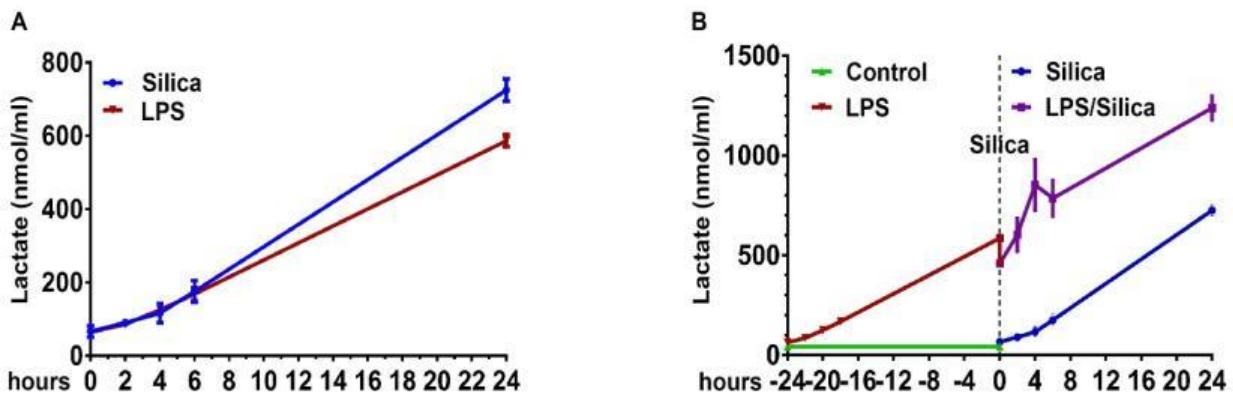 A
Lactate (nmol/ml)
800
600
400
200
0
Silica
LPS
hours 0 2 4 6 8 10 12 14 16 18 20 22 24
B
Lactate (nmol/ml)
1500
1000
500
0
Control
LPS
Silica
LPS/Silica
Silica
hours -24-20-16-12 -8 -4 0 4 8 12 16 20 24